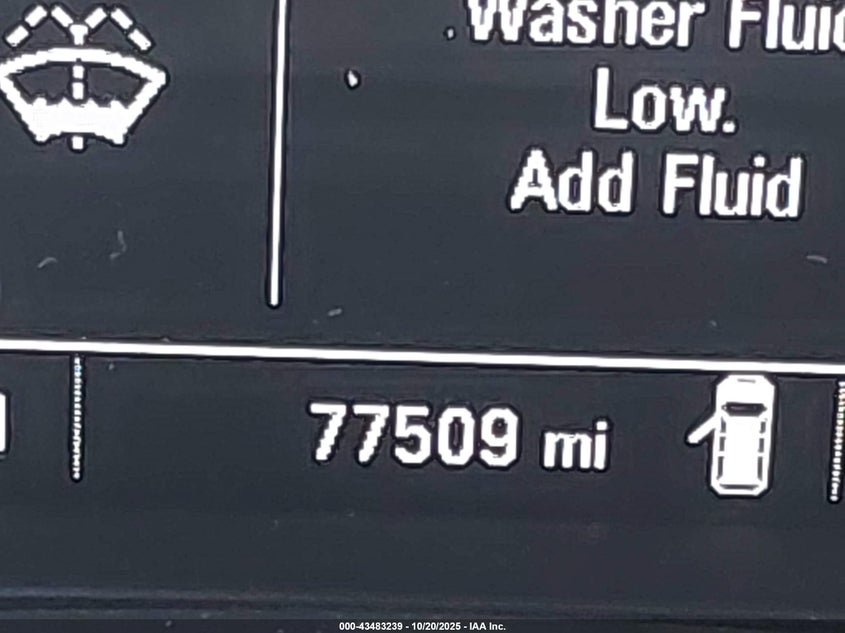 Washer Fluid
Low.
Add Fluid
77509 mi
000-43483239 - 10/20/2025 - IAA Inc.